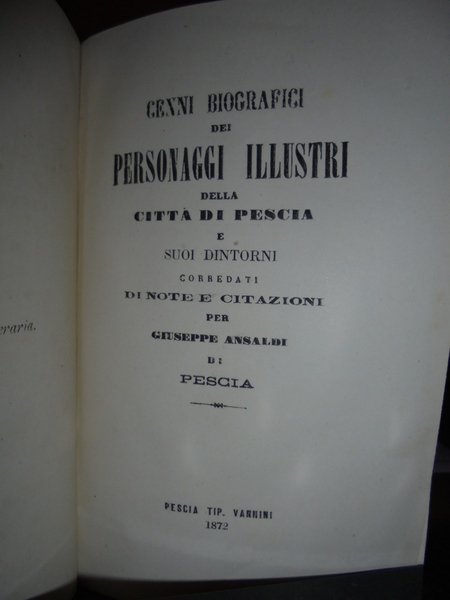 CENNI BIOGRAFICI
DEI
PERSONAGGI ILLUSTRI
DELLA
CITTÀ DI PESCIA
E
SUOI DINTORNI
CORREDATI
DI NOTE E CITAZIONI
PER
GIUSEPPE ANSALDI
DI
PESCIA
PESCIA TIP. VANNINI
1872
eraria.